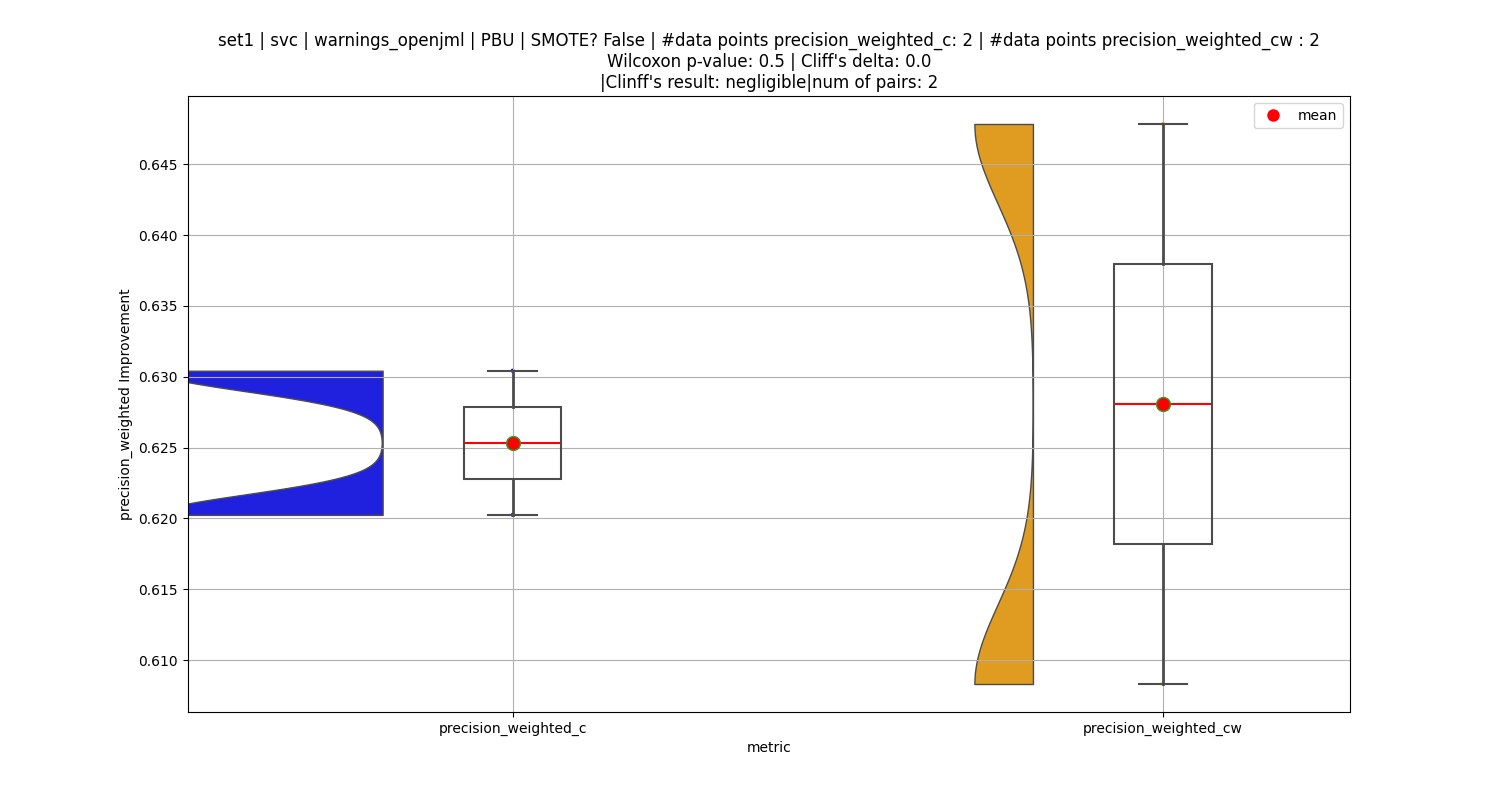 set1 | svc | warnings_openjml | PBU | SMOTE? False | #data points precision_weighted_c: 2 | #data points precision_weighted_cw : 2
Wilcoxon p-value: 0.5 | Cliff's delta: 0.0
|Clinff's result: negligible|num of pairs: 2
mean
0.645
0.640
0.635
0.630
0.625
0.620
0.615
0.610
precision_weighted Improvement
precision_weighted_c
precision_weighted_cw
metric